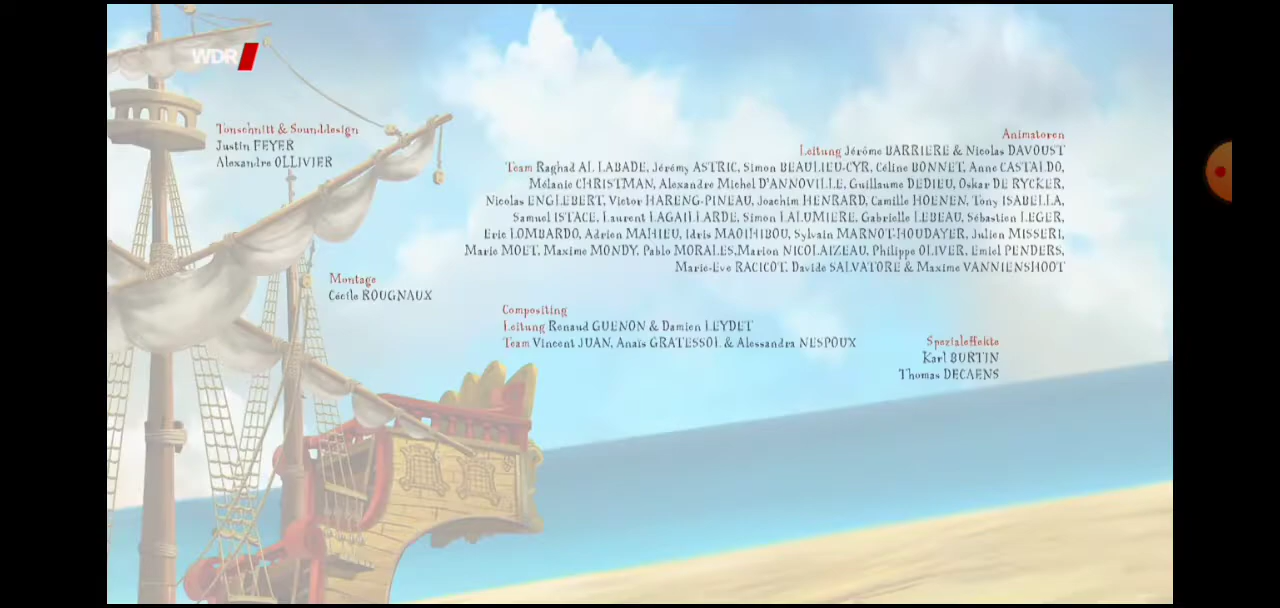 WDR
Tonschnitt & Sounddesign
Justin FEYER
Alexandre OLLIVIER
Animatoren
Leitung Jérôme BARRIERE & Nicolas DAVOUST
Team Raghad AL LABADE, Jérémy ASTRIC, Simon BEAULIEU-CYR, Céline BONNET, Anne CASTALDO,
Mélanie CHRISTMAN, Alexandre Michel D'ANNOVILLE, Guillaume DEDIEU, Oskar DE RYCKER,
Nicolas ENGLEBERT, Victor HARENG-PINEAU, Joachim HENRARD, Camille HOENEN, Tony ISABELLA,
Samuel ISTACE, Laurent LAGAILLARDE, Simon LALUMIERE, Gabrielle LEBEAU, Sébastien LEGER,
Eric LOMBARDO, Adrien MAHIEU, Idris MAOIHIBOU, Sylvain MARNOT-HOUDAYER, Julien MISSERI,
Marie MOET, Maxime MONDY, Pablo MORALES,Marion NICOLAIZEAU, Philippe OLIVER, Emiel PENDERS,
Marie-Eve RACICOT, Davide SALVATORE & Maxime VANNIENSHOOT
Montage
Cécile ROUGNAUX
Compositing
Leitung Renaud GUENON & Damien LEYDET
Team Vincent JUAN, Anaïs GRATESSOL & Alessandra NESPOUX
Spezialeffekte
Karl BURTIN
Thomas DECAENS